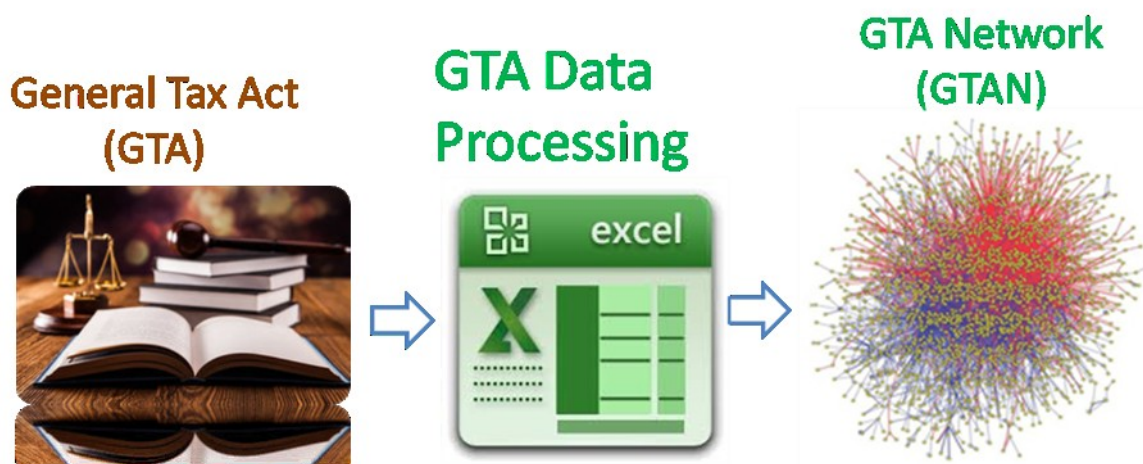 General Tax Act
(GTA)
GTA Data
Processing
excel
X
GTA Network
(GTAN)